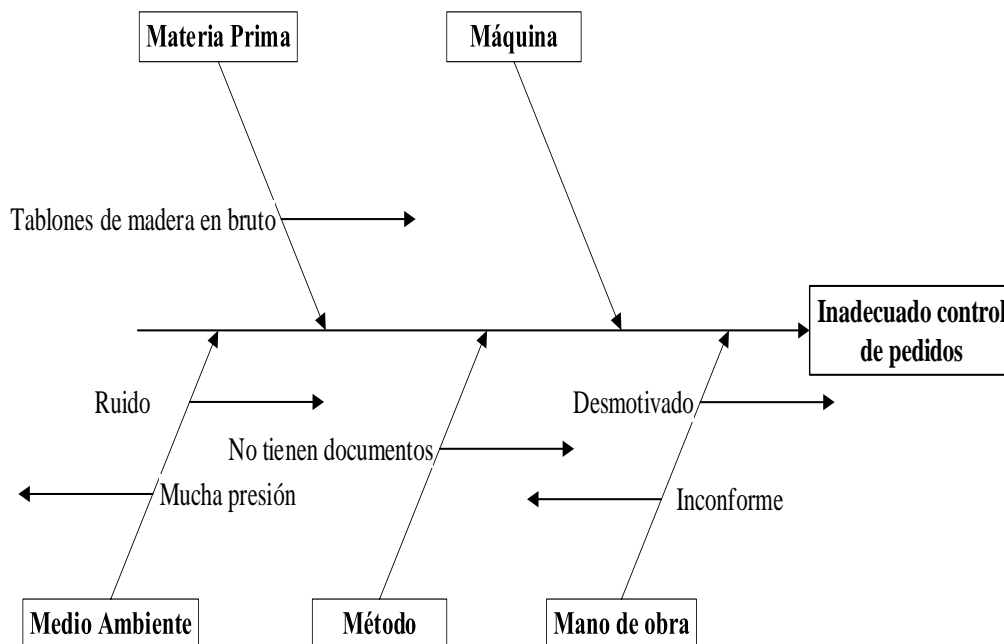 Materia Prima
Máquina
Tablones de madera en bruto
Inadecuado control
de pedidos
Ruido
Desmotivado
No tienen documentos
Mucha presión
Inconforme
Medio Ambiente
Método
Mano de obra